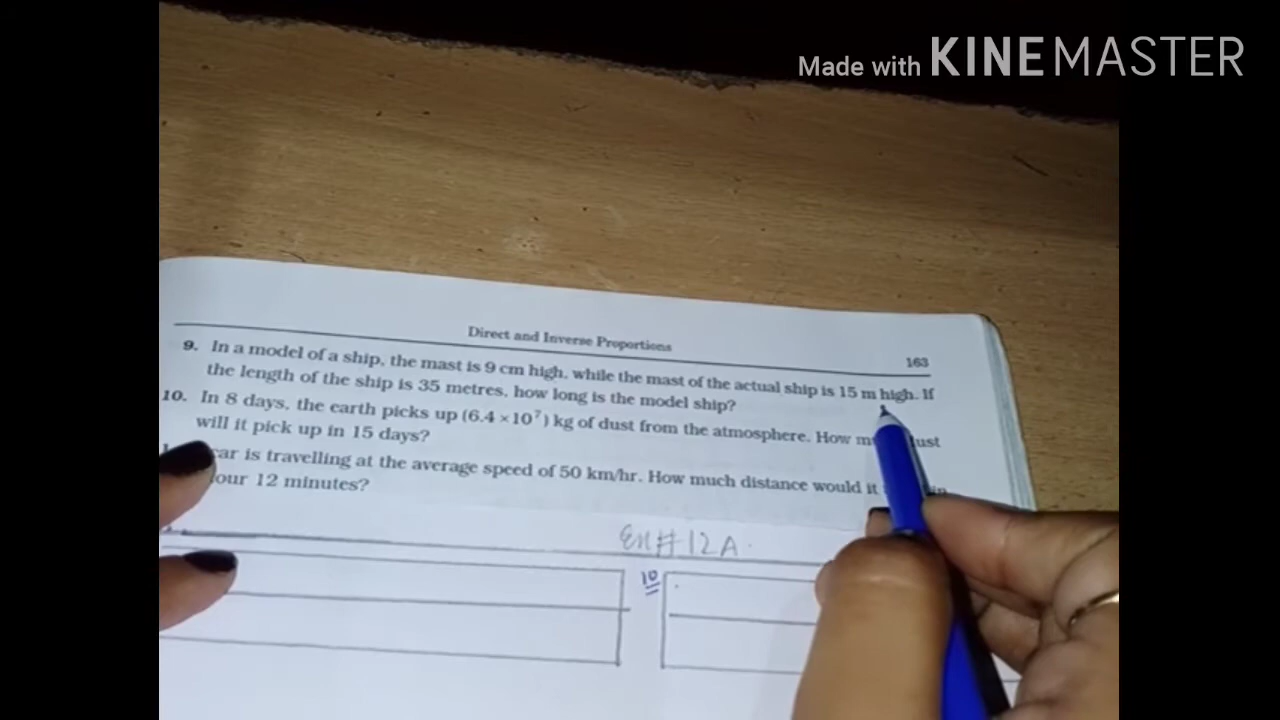 Made with KINEMASTER
Direct and Inverse Proportions 163
9. In a model of a ship, the mast is 9 cm high, while the mast of the actual ship is 15 m high. If
the length of the ship is 35 metres, how long is the model ship?
10. In 8 days, the earth picks up (6.4 × 10⁷) kg of dust from the atmosphere. How
will it pick up in 15 days?
car is travelling at the average speed of 50 km/hr. How much distance would it
12 minutes?
Ex # 12A
10